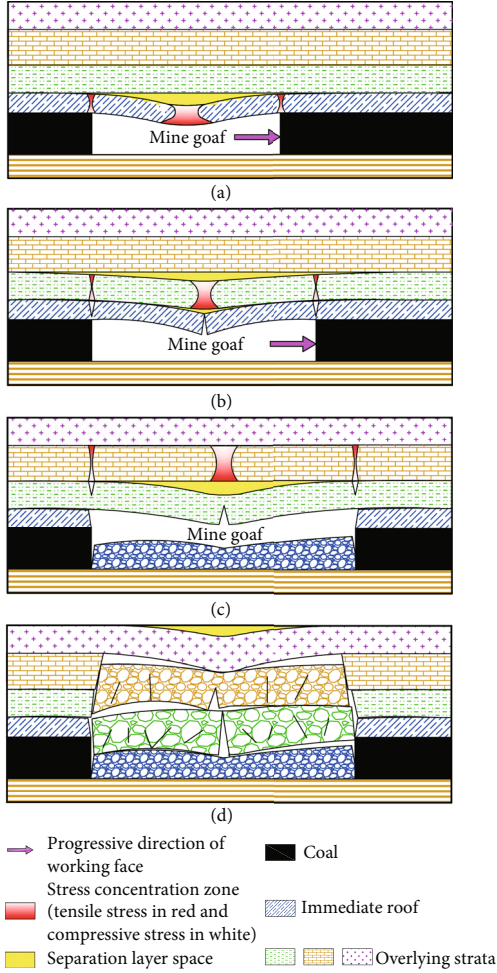 Mine goaf
(a)
Mine goaf
(b)
Mine goaf
(c)
(d)
Progressive direction of
working face
Coal
Stress concentration zone
(tensile stress in red and
compressive stress in white)
Immediate roof
Separation layer space
Overlying strata